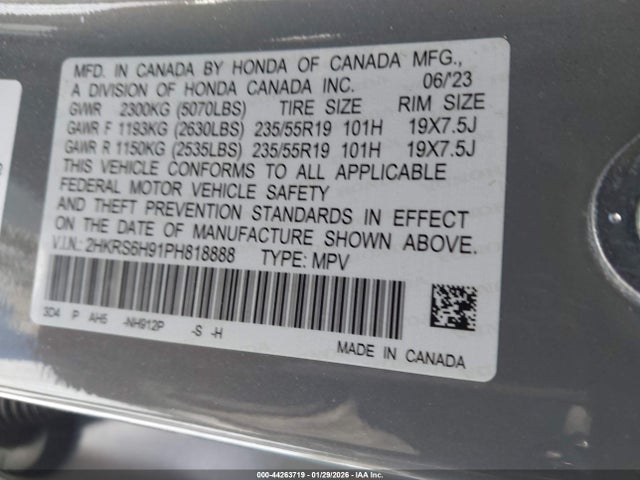 MFD. IN CANADA BY HONDA OF CANADA MFG.,
A DIVISION OF HONDA CANADA INC. 06/'23
GVWR 2300KG (5070LBS) TIRE SIZE RIM SIZE
GAWR F 1193KG (2630LBS) 235/55R19 101H 19X7.5J
GAWR R 1150KG (2535LBS) 235/55R19 101H 19X7.5J
THIS VEHICLE CONFORMS TO ALL APPLICABLE
FEDERAL MOTOR VEHICLE SAFETY
AND THEFT PREVENTION STANDARDS IN EFFECT
ON THE DATE OF MANUFACTURE SHOWN ABOVE.
V.I.N.: 2HKRS6H91PH818888 TYPE: MPV
3D4 P AH5 -NH912P -S -H
MADE IN CANADA
000-44263719 | 01/29/2026 - IAA Inc.